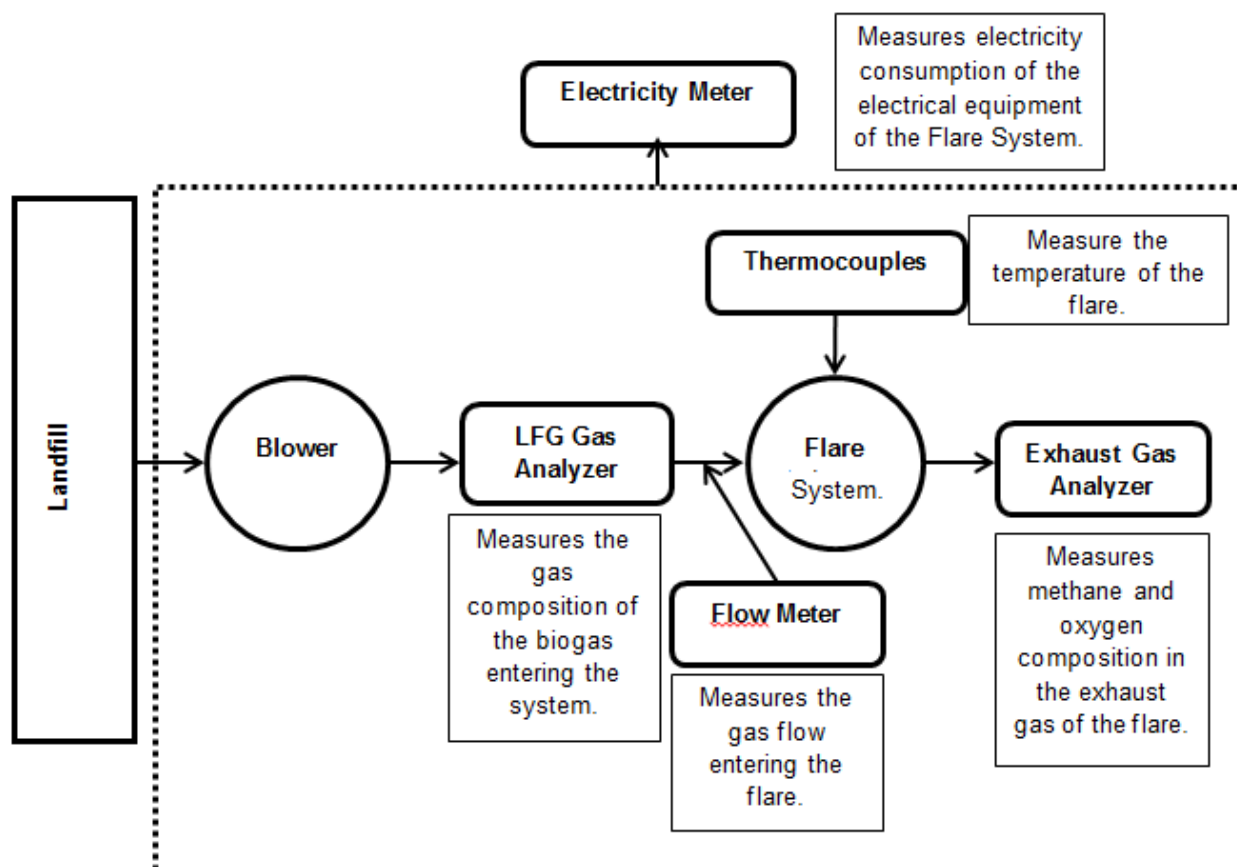 Measures electricity
consumption of the
electrical equipment
of the Flare System.
Electricity Meter
Landfill
Thermocouples
Measure the
temperature of the
flare.
Blower
LFG Gas
Analyzer
Flare
System.
Exhaust Gas
Analyzer
Measures the
gas
composition of
the biogas
entering the
system.
Flow Meter
Measures the
gas flow
entering the
flare.
Measures
methane and
oxygen
composition in
the exhaust
gas of the flare.